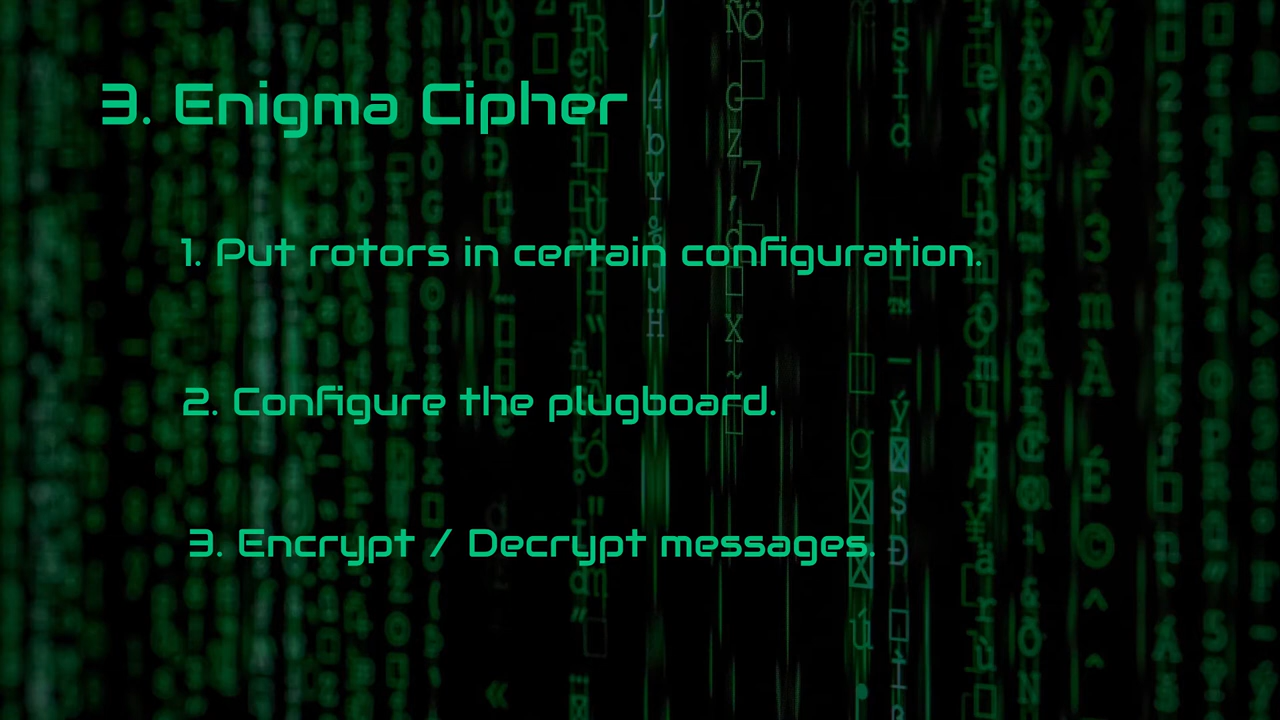 3. Enigma Cipher
1. Put rotors in certain configuration.
2. Configure the plugboard.
3. Encrypt / Decrypt messages.